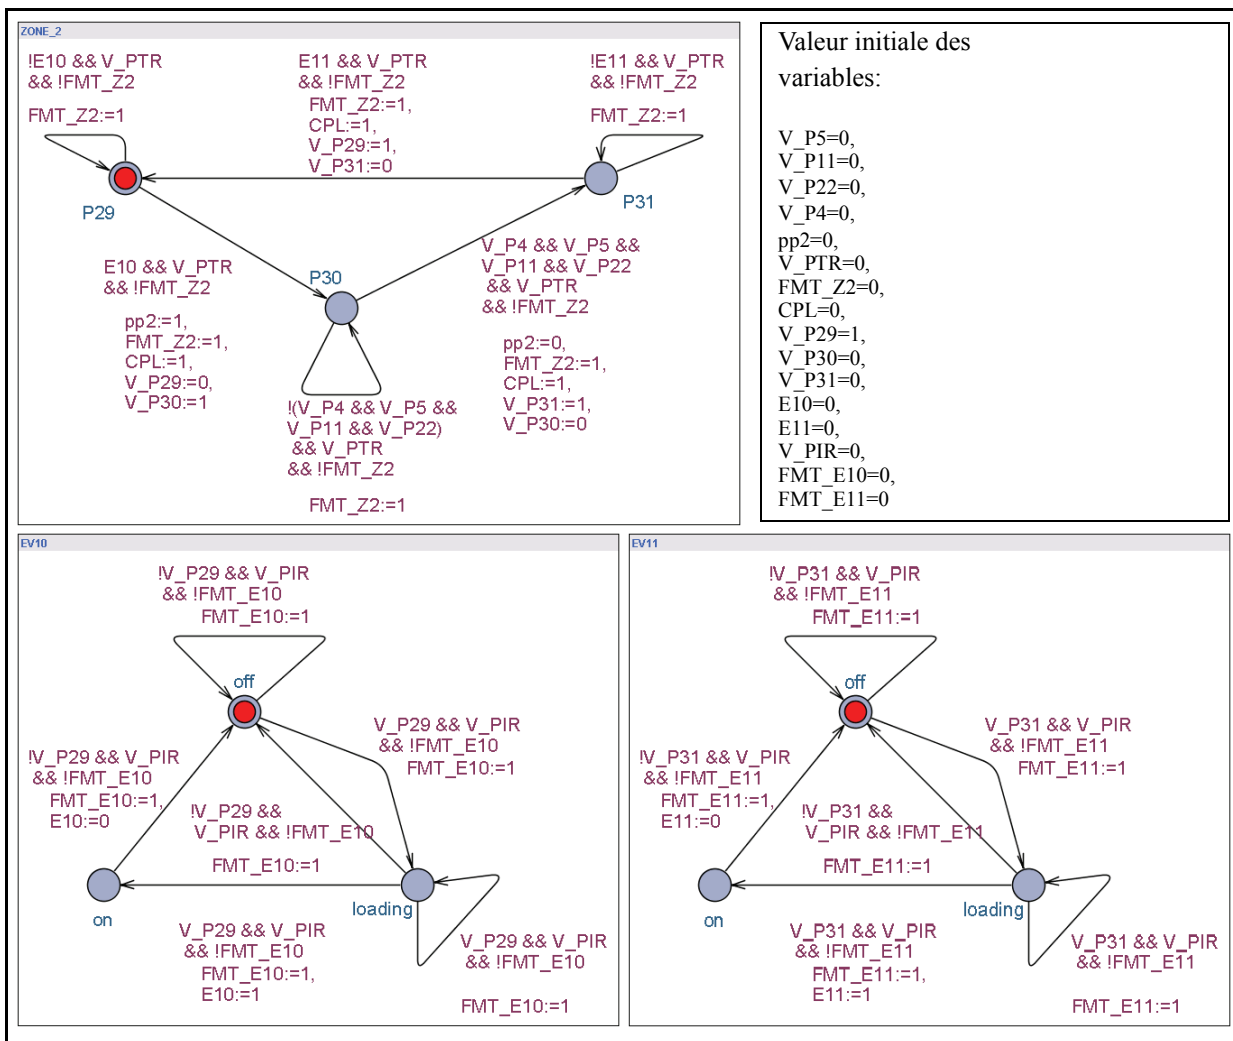 ZONE_2
!E10 && V_PTR
&& !FMT_Z2
FMT_Z2:=1
E11 && V_PTR
&& !FMT_Z2
FMT_Z2:=1,
CPL:=1,
V_P29:=1,
V_P31:=0
!E11 && V_PTR
&& !FMT_Z2
FMT_Z2:=1
P29
P31
P30
E10 && V_PTR
&& !FMT_Z2
pp2:=1,
FMT_Z2:=1,
CPL:=1,
V_P29:=0,
V_P30:=1
V_P4 && V_P5 &&
V_P11 && V_P22
&& V_PTR
&& !FMT_Z2
pp2:=0,
FMT_Z2:=1,
CPL:=1,
V_P31:=1,
V_P30:=0
!(V_P4 && V_P5 &&
V_P11 && V_P22)
&& V_PTR
&& !FMT_Z2
FMT_Z2:=1
Valeur initiale des
variables:
V_P5=0,
V_P11=0,
V_P22=0,
V_P4=0,
pp2=0,
V_PTR=0,
FMT_Z2=0,
CPL=0,
V_P29=1,
V_P30=0,
V_P31=0,
E10=0,
E11=0,
V_PIR=0,
FMT_E10=0,
FMT_E11=0
EV10
!V_P29 && V_PIR
&& !FMT_E10
FMT_E10:=1
off
V_P29 && V_PIR
&& !FMT_E10
FMT_E10:=1
!V_P29 && V_PIR
&& !FMT_E10
FMT_E10:=1,
E10:=0
!V_P29 &&
V_PIR && !FMT_E10
FMT_E10:=1
on
loading
V_P29 && V_PIR
&& !FMT_E10
FMT_E10:=1,
E10:=1
V_P29 && V_PIR
&& !FMT_E10
FMT_E10:=1
EV11
!V_P31 && V_PIR
&& !FMT_E11
FMT_E11:=1
off
V_P31 && V_PIR
&& !FMT_E11
FMT_E11:=1
!V_P31 && V_PIR
&& !FMT_E11
FMT_E11:=1,
E11:=0
!V_P31 &&
V_PIR && !FMT_E11
FMT_E11:=1
on
loading
V_P31 && V_PIR
&& !FMT_E11
FMT_E11:=1,
E11:=1
V_P31 && V_PIR
&& !FMT_E11
FMT_E11:=1